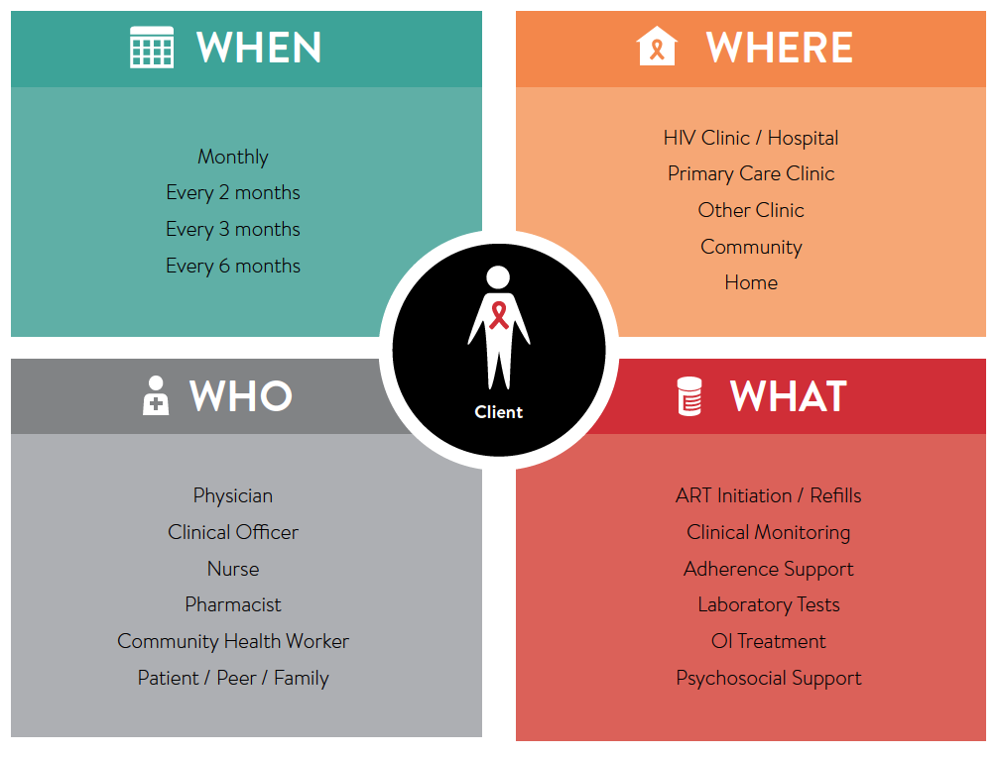 WHEN
Monthly
Every 2 months
Every 3 months
Every 6 months
WHERE
HIV Clinic / Hospital
Primary Care Clinic
Other Clinic
Community
Home
Client
WHO
Physician
Clinical Officer
Nurse
Pharmacist
Community Health Worker
Patient / Peer / Family
WHAT
ART Initiation / Refills
Clinical Monitoring
Adherence Support
Laboratory Tests
OI Treatment
Psychosocial Support